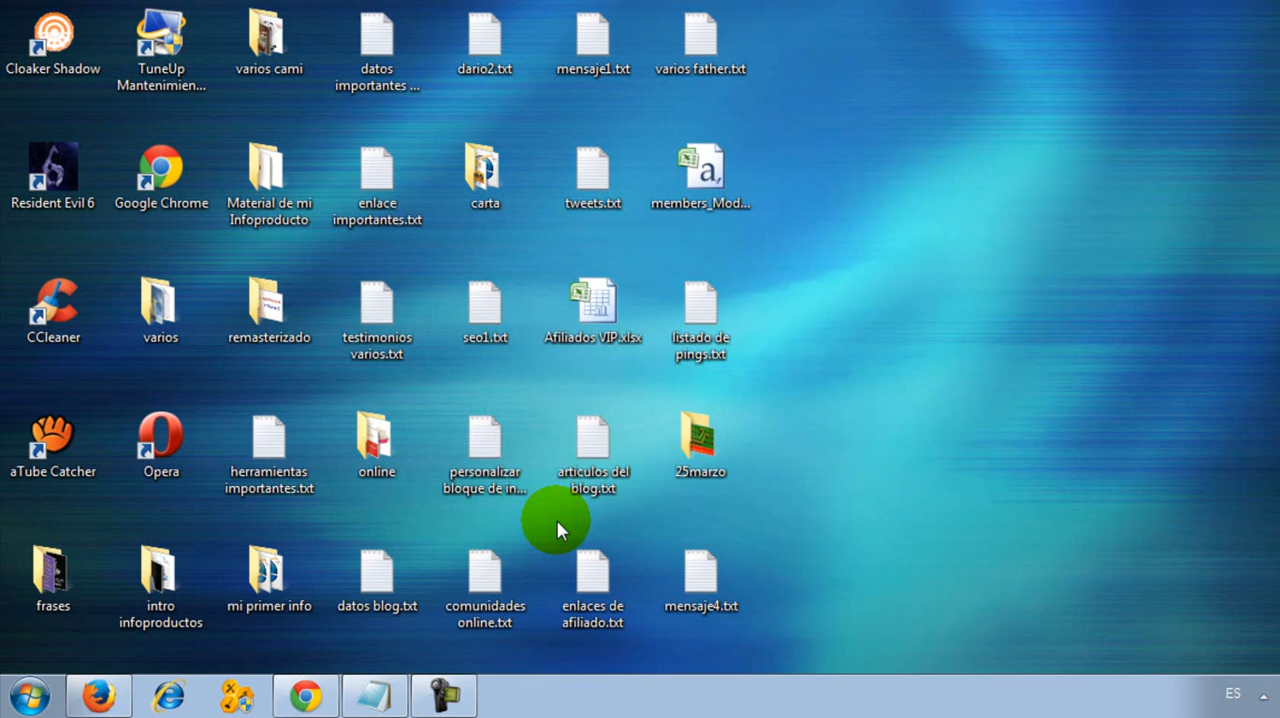 Cloaker Shadow
TuneUp
Mantenimien...
varios cami
datos
importantes ...
dario2.txt
mensaje1.txt
varios father.txt
Resident Evil 6
Google Chrome
Material de mi
Infoproducto
enlace
importantes.txt
carta
tweets.txt
members_Mod...
CCleaner
varios
remasterizado
testimonios
varios.txt
seo1.txt
Afiliados VIP.xlsx
listado de
pings.txt
aTube Catcher
Opera
herramientas
importantes.txt
online
personalizar
bloque de in...
articulos del
blog.txt
25marzo
frases
intro
infoproductos
mi primer info
datos blog.txt
comunidades
online.txt
enlaces de
afiliado.txt
mensaje4.txt
ES